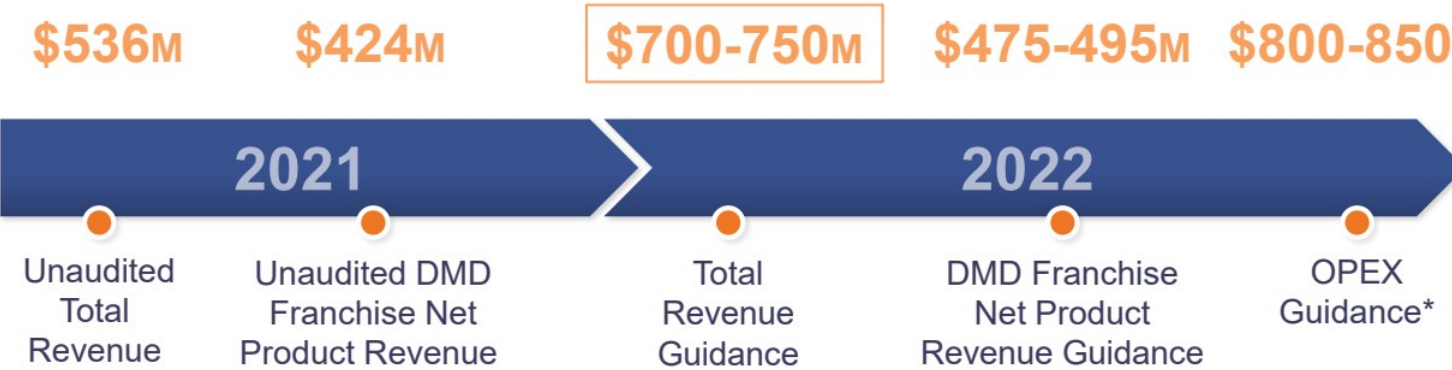 $536M $424M $700-750M $475-495M $800-850
2021 2022
Unaudited
Total
Revenue
Unaudited DMD
Franchise Net
Product Revenue
Total
Revenue
Guidance
DMD Franchise
Net Product
Revenue Guidance
OPEX
Guidance*